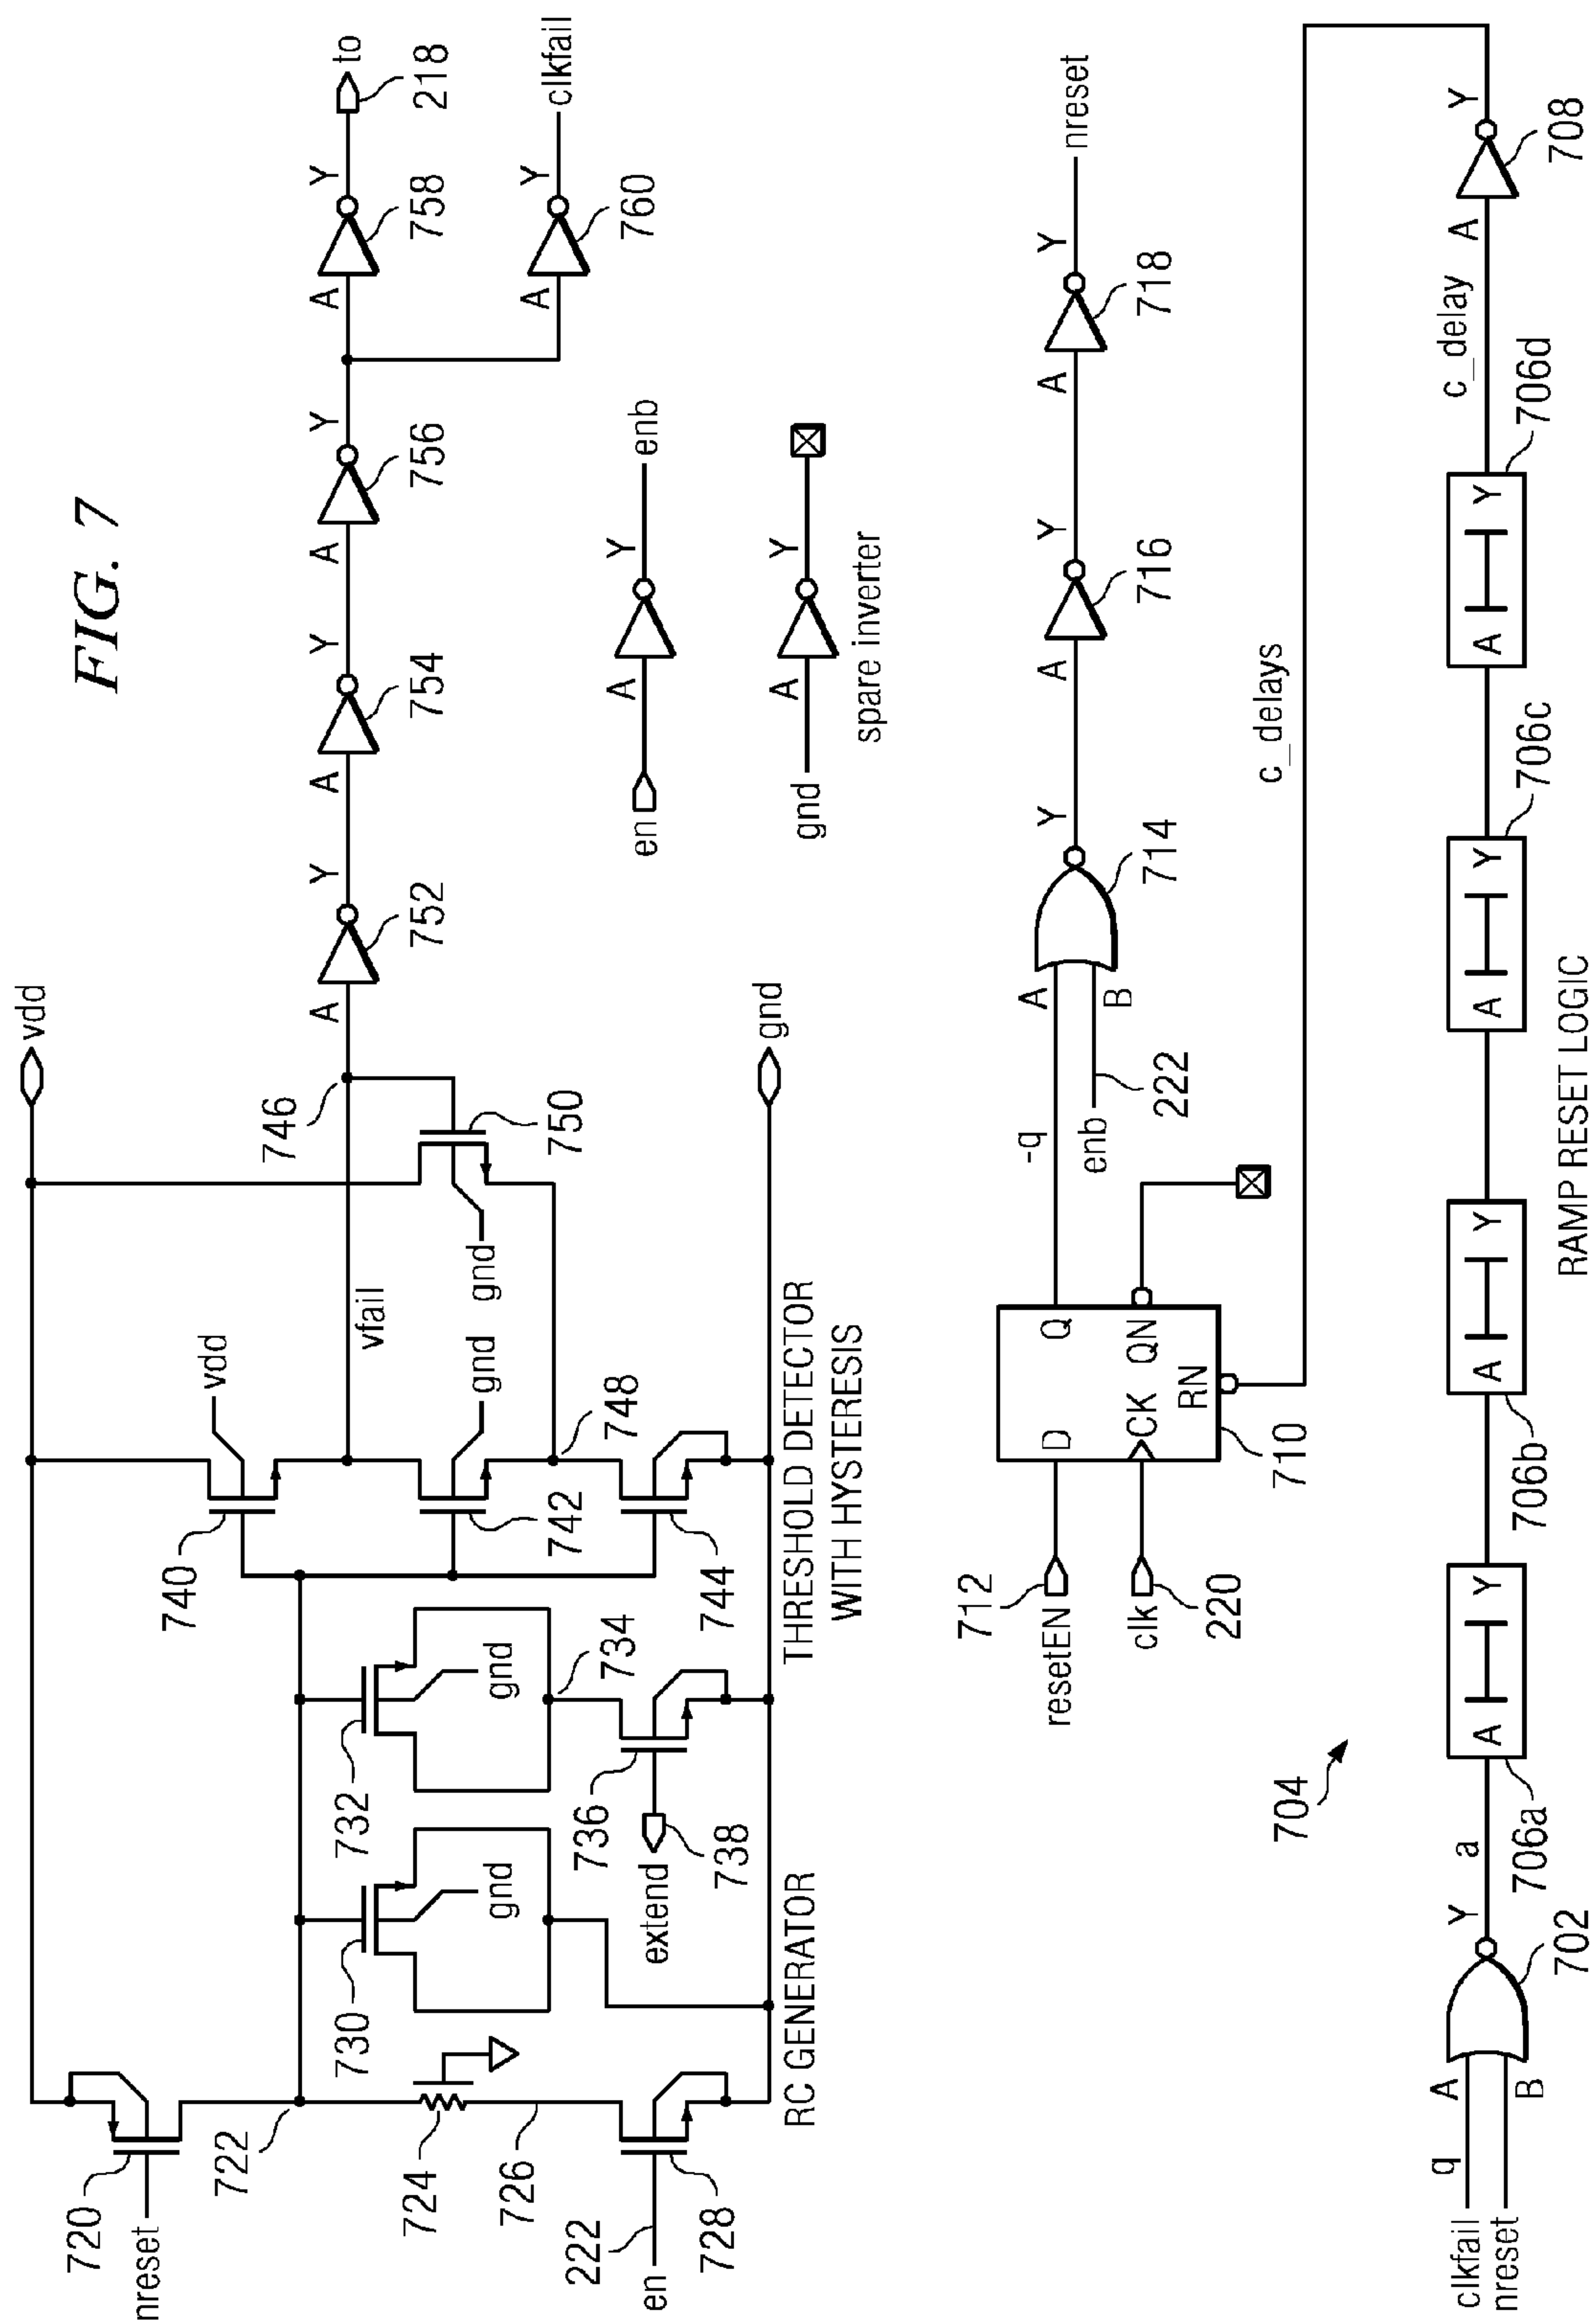 FIG. 7
vdd
720
nreset
722
724
726
222
en
728
730
gnd
732
gnd
734
736
extend
738
RC GENERATOR
740
vdd
742
gnd
744
748
vfail
746
gnd
750
gnd
THRESHOLD DETECTOR
WITH HYSTERESIS
A
Y
752
A
Y
754
A
Y
756
A
Y
758
to
218
A
Y
760
clkfail
en
A
Y
enb
gnd
A
Y
spare inverter
712
resetEN
clk
220
D
Q
CK
QN
RN
710
-q
A
enb
B
222
Y
714
A
Y
716
A
Y
718
nreset
c_delays
704
clkfail
q
A
nreset
B
Y
702
a
A
Y
706a
A
Y
706b
A
Y
706c
A
Y
706d
c_delay
A
Y
708
RAMP RESET LOGIC